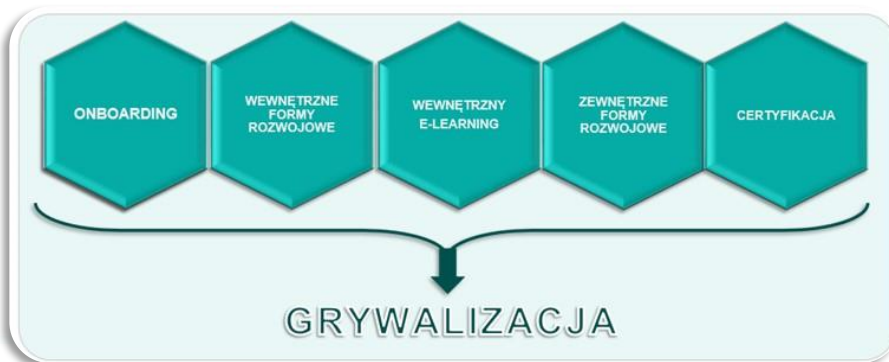 ONBOARDING
WEWNĘTRZNE
FORMY
ROZWOJOWE
WEWNĘTRZNY
E-LEARNING
ZEWNĘTRZNE
FORMY
ROZWOJOWE
CERTYFIKACJA
GRYWALIZACJA